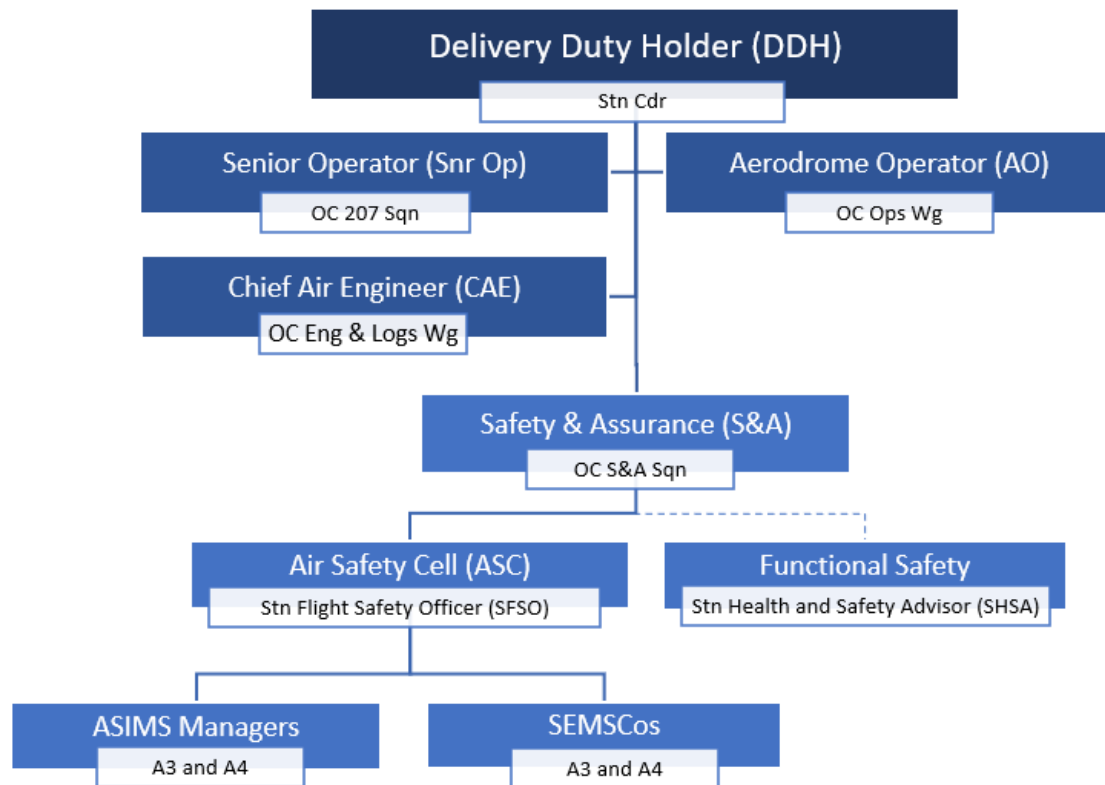 Delivery Duty Holder (DDH)
Stn Cdr
Senior Operator (Snr Op)
OC 207 Sqn
Aerodrome Operator (AO)
OC Ops Wg
Chief Air Engineer (CAE)
OC Eng & Logs Wg
Safety & Assurance (S&A)
OC S&A Sqn
Air Safety Cell (ASC)
Stn Flight Safety Officer (SFSO)
Functional Safety
Stn Health and Safety Advisor (SHSA)
ASIMS Managers
A3 and A4
SEMSCos
A3 and A4